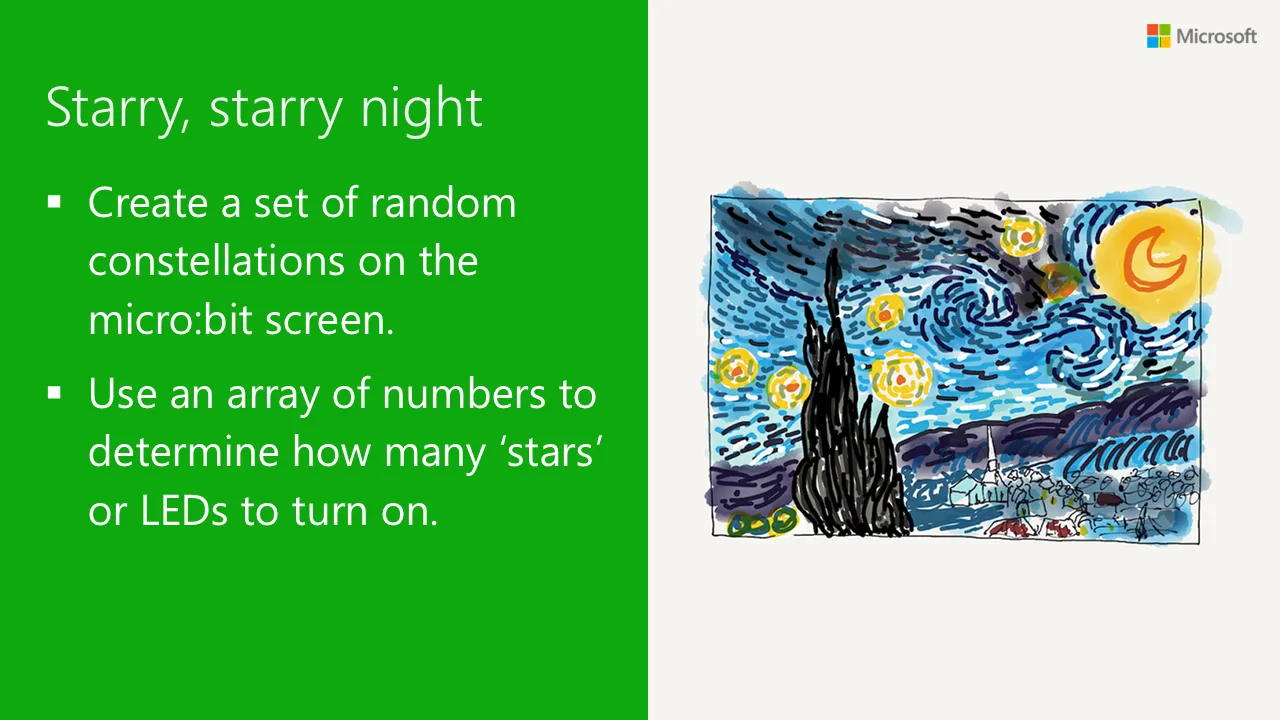 Microsoft
Starry, starry night
▪ Create a set of random
constellations on the
micro:bit screen.
▪ Use an array of numbers to
determine how many ‘stars’
or LEDs to turn on.